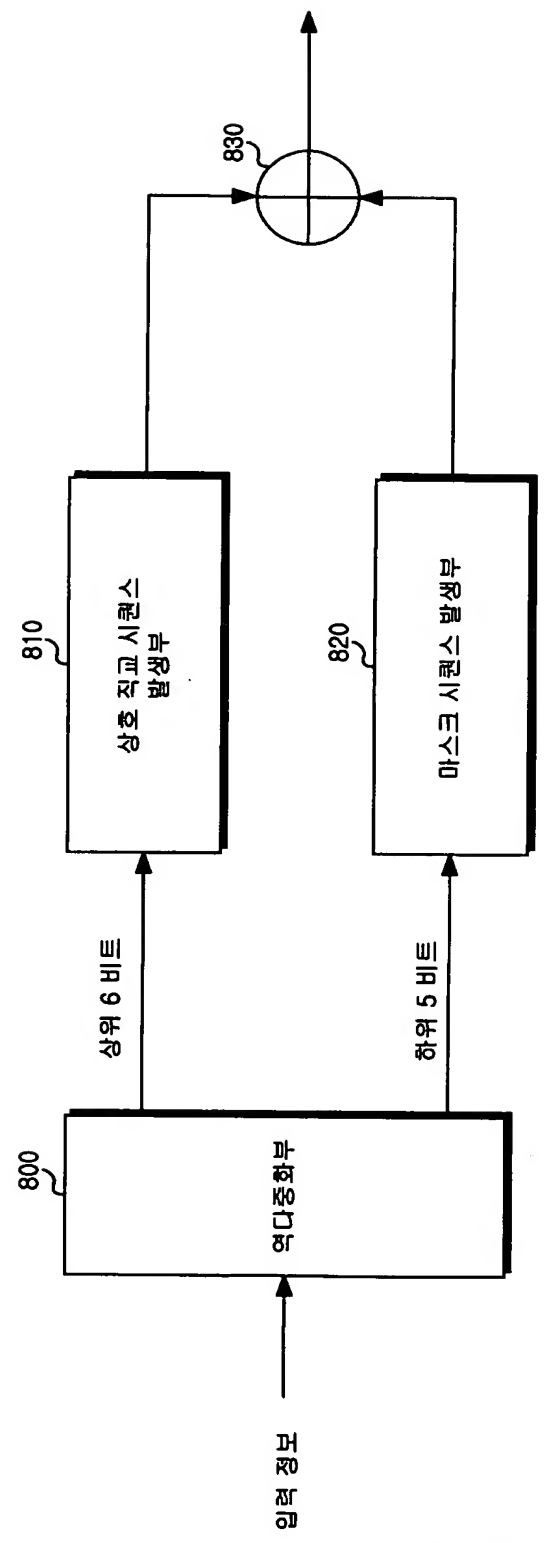 입력 정보
800
역다중화부
상위 6 비트
하위 5 비트
810
상호 직교 시퀀스
발생부
820
마스크 시퀀스 발생부
830